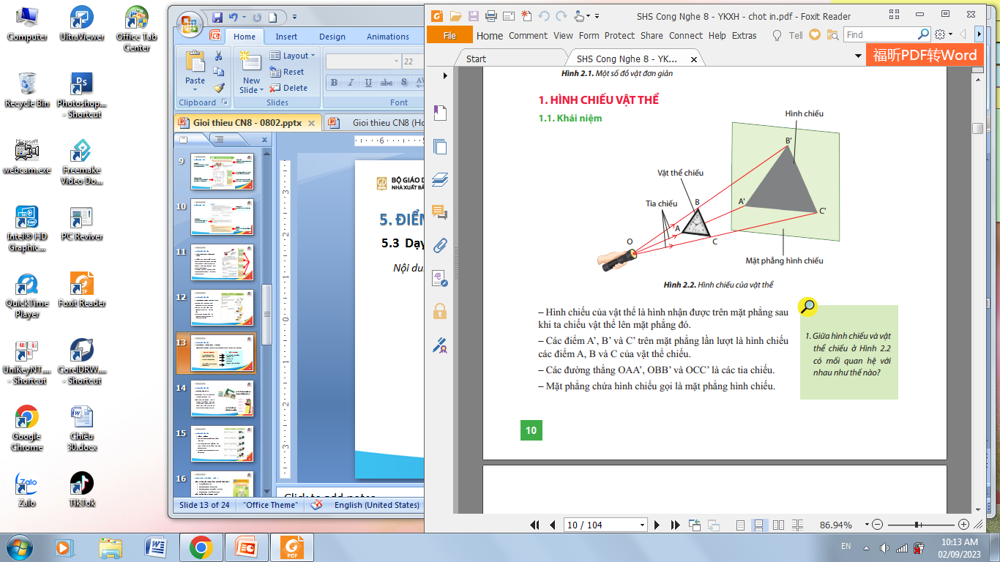 Computer
UltraViewer
Office Tab
Center
Recycle Bin
Photoshop...
- Shortcut
Microsoft
webcam.exe
Freemake
Video Do...
Intel® HD
Graphic...
PC Reviver
QuickTime
Player
Foxit Reader
UniKeyNT....
- Shortcut
CorelDRW....
- Shortcut
Google
Chrome
Chiều
30.docx
Zalo
Zalo
TikTok
Home
Insert
Design
Animations
Paste
New
Slide
Layout
Reset
Delete
22
B I U abc S AV
Clipboard
Slides
Font
Gioi thieu CN8 - 0802.pptx
Gioi thieu CN8 (Ho
9
10
11
12
13
14
15
16
BỘ GIÁO D
NHÀ XUẤT BẢ
5. ĐIỂM
5.3 Dạy
Nội du
Click to add notes
Slide 13 of 24
"Office Theme"
English (United States)
SHS Cong Nghe 8 - YKXH - chot in.pdf - Foxit Reader
File
Home
Comment
View
Form
Protect
Share
Connect
Help
Extras
Tell
Find
Start
SHS Cong Nghe 8 - YK...
福昕PDF转Word
Hình 2.1. Một số đồ vật đơn giản
1. HÌNH CHIẾU VẬT THỂ
1.1. Khái niệm
Hình chiếu
B'
Vật thể chiếu
Tia chiếu
B
A'
C'
A
C
O
Mặt phẳng hình chiếu
Hình 2.2. Hình chiếu của vật thể
– Hình chiếu của vật thể là hình nhận được trên mặt phẳng sau
khi ta chiếu vật thể lên mặt phẳng đó.
– Các điểm A’, B’ và C’ trên mặt phẳng lần lượt là hình chiếu
các điểm A, B và C của vật thể chiếu.
– Các đường thẳng OAA’, OBB’ và OCC’ là các tia chiếu.
– Mặt phẳng chứa hình chiếu gọi là mặt phẳng hình chiếu.
1. Giữa hình chiếu và vật
thể chiếu ở Hình 2.2
có mối quan hệ với
nhau như thế nào?
10
10 / 104
86.94%
EN
10:13 AM
02/09/2023